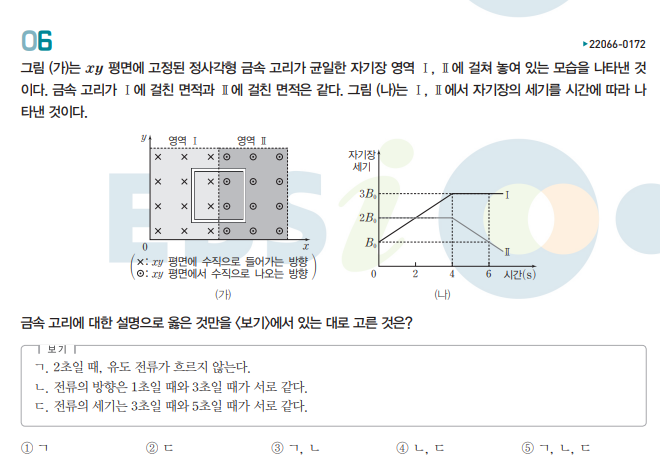 06
▶22066-0172
그림 (가)는 xy 평면에 고정된 정사각형 금속 고리가 균일한 자기장 영역 Ⅰ, Ⅱ에 걸쳐 놓여 있는 모습을 나타낸 것
이다. 금속 고리가 Ⅰ에 걸친 면적과 Ⅱ에 걸친 면적은 같다. 그림 (나)는 Ⅰ, Ⅱ에서 자기장의 세기를 시간에 따라 나
타낸 것이다.
y
영역 Ⅰ
영역 Ⅱ
0
x
×: xy 평면에 수직으로 들어가는 방향
⊙: xy 평면에서 수직으로 나오는 방향
(가)
자기장
세기
3B₀
2B₀
B₀
Ⅰ
Ⅱ
0 2 4 6 시간(s)
(나)
EBSi
금속 고리에 대한 설명으로 옳은 것만을 <보기>에서 있는 대로 고른 것은?
보기
ㄱ. 2초일 때, 유도 전류가 흐르지 않는다.
ㄴ. 전류의 방향은 1초일 때와 3초일 때가 서로 같다.
ㄷ. 전류의 세기는 3초일 때와 5초일 때가 서로 같다.
① ㄱ ② ㄷ ③ ㄱ, ㄴ ④ ㄴ, ㄷ ⑤ ㄱ, ㄴ, ㄷ